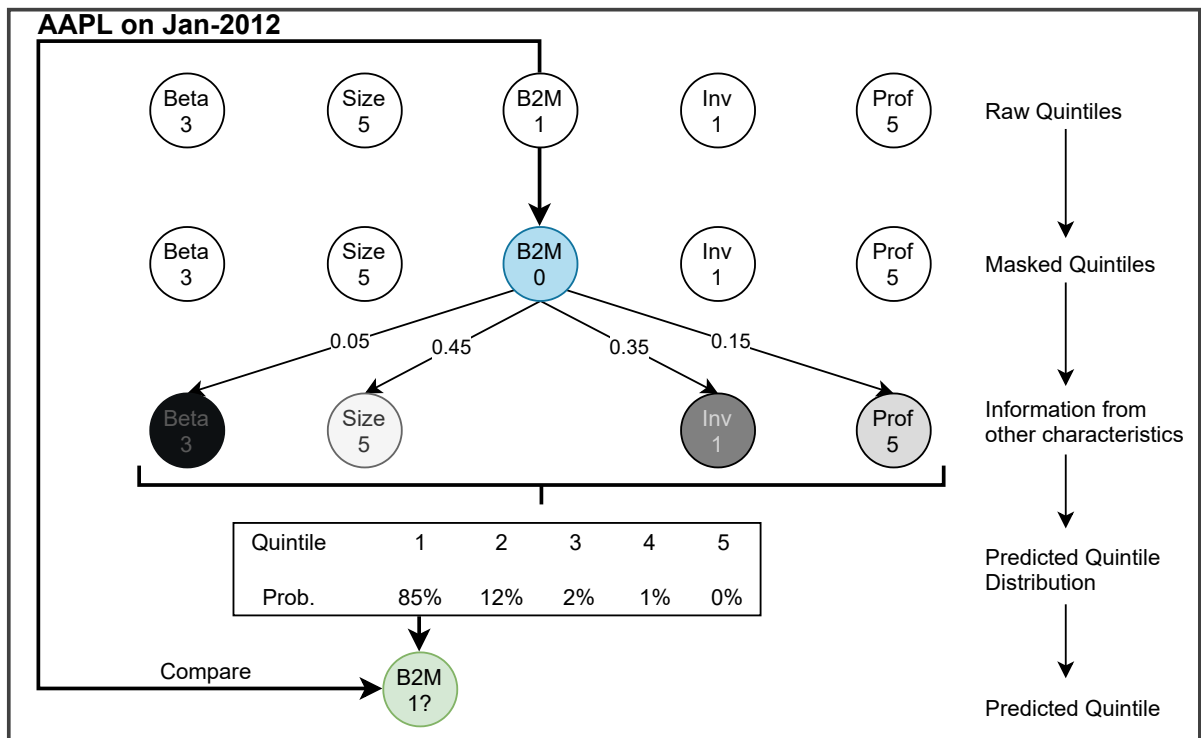 AAPL on Jan-2012
Beta Size B2M Inv Prof
3 5 1 1 5
Raw Quintiles
Beta Size B2M Inv Prof
3 5 0 1 5
Masked Quintiles
0.05 0.45 0.35 0.15
Beta Size Inv Prof
3 5 1 5
Information from
other characteristics
Quintile 1 2 3 4 5
Prob. 85% 12% 2% 1% 0%
Predicted Quintile
Distribution
Compare
B2M
1?
Predicted Quintile